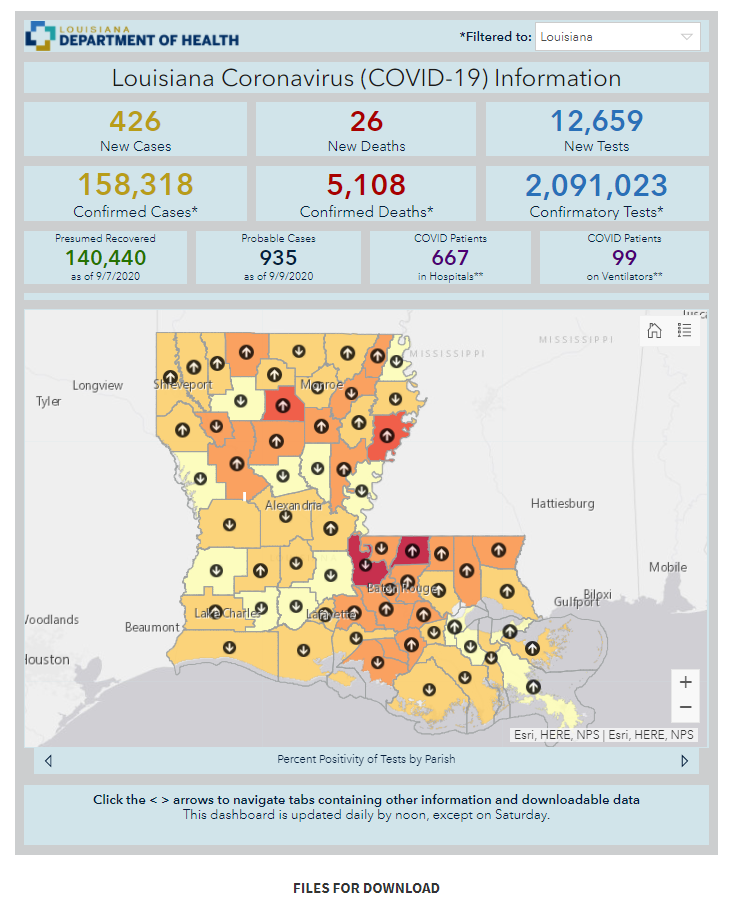 LOUISIANA
DEPARTMENT OF HEALTH
*Filtered to: Louisiana
Louisiana Coronavirus (COVID-19) Information
426
New Cases
26
New Deaths
12,659
New Tests
158,318
Confirmed Cases*
5,108
Confirmed Deaths*
2,091,023
Confirmatory Tests*
Presumed Recovered
140,440
as of 9/7/2020
Probable Cases
935
as of 9/9/2020
COVID Patients
667
in Hospitals**
COVID Patients
99
on Ventilators**
MISSISSIPPI
MISSISSIPPI
Longview
Shreveport
Monroe
Tyler
Alexandria
Hattiesburg
Mobile
Baton Rouge
Biloxi
Gulfport
Lake Charles
Lafayette
Beaumont
oodlands
ouston
Esri, HERE, NPS | Esri, HERE, NPS
Percent Positivity of Tests by Parish
Click the < > arrows to navigate tabs containing other information and downloadable data
This dashboard is updated daily by noon, except on Saturday.
FILES FOR DOWNLOAD